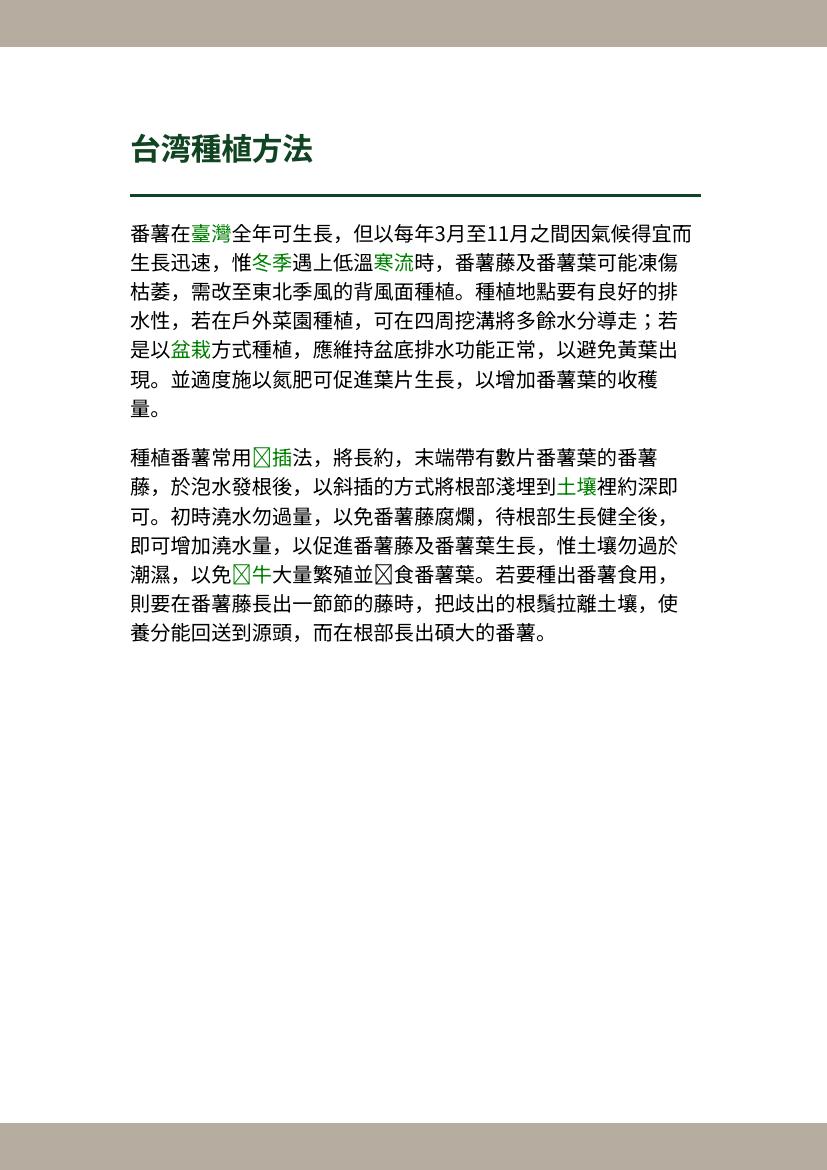 台湾種植方法
番薯在臺灣全年可生長，但以每年3月至11月之間因氣候得宜而
生長迅速，惟冬季遇上低溫寒流時，番薯藤及番薯葉可能凍傷
枯萎，需改至東北季風的背風面種植。種植地點要有良好的排
水性，若在戶外菜園種植，可在四周挖溝將多餘水分導走；若
是以盆栽方式種植，應維持盆底排水功能正常，以避免黃葉出
現。並適度施以氮肥可促進葉片生長，以增加番薯葉的收穫
量。
種植番薯常用插法，將長約，末端帶有數片番薯葉的番薯
藤，於泡水發根後，以斜插的方式將根部淺埋到土壤裡約深即
可。初時澆水勿過量，以免番薯藤腐爛，待根部生長健全後，
即可增加澆水量，以促進番薯藤及番薯葉生長，惟土壤勿過於
潮濕，以免牛大量繁殖並食番薯葉。若要種出番薯食用，
則要在番薯藤長出一節節的藤時，把歧出的根鬚拉離土壤，使
養分能回送到源頭，而在根部長出碩大的番薯。